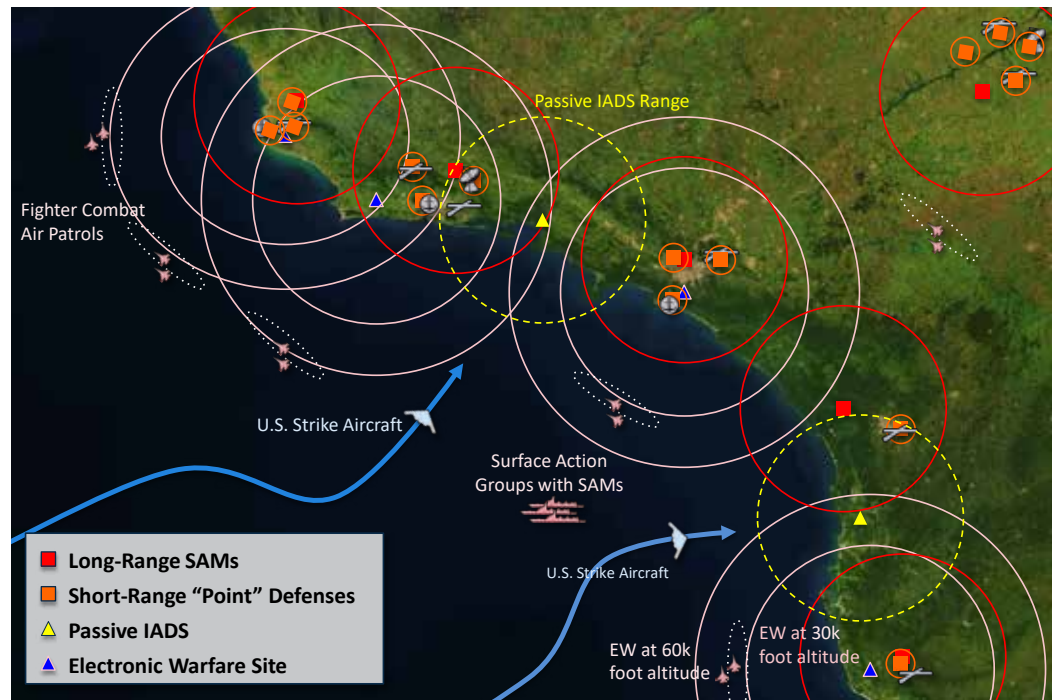 Passive IADS Range
Fighter Combat
Air Patrols
U.S. Strike Aircraft
Surface Action
Groups with SAMs
U.S. Strike Aircraft
Long-Range SAMs
Short-Range “Point” Defenses
Passive IADS
Electronic Warfare Site
EW at 60k
foot altitude
EW at 30k
foot altitude